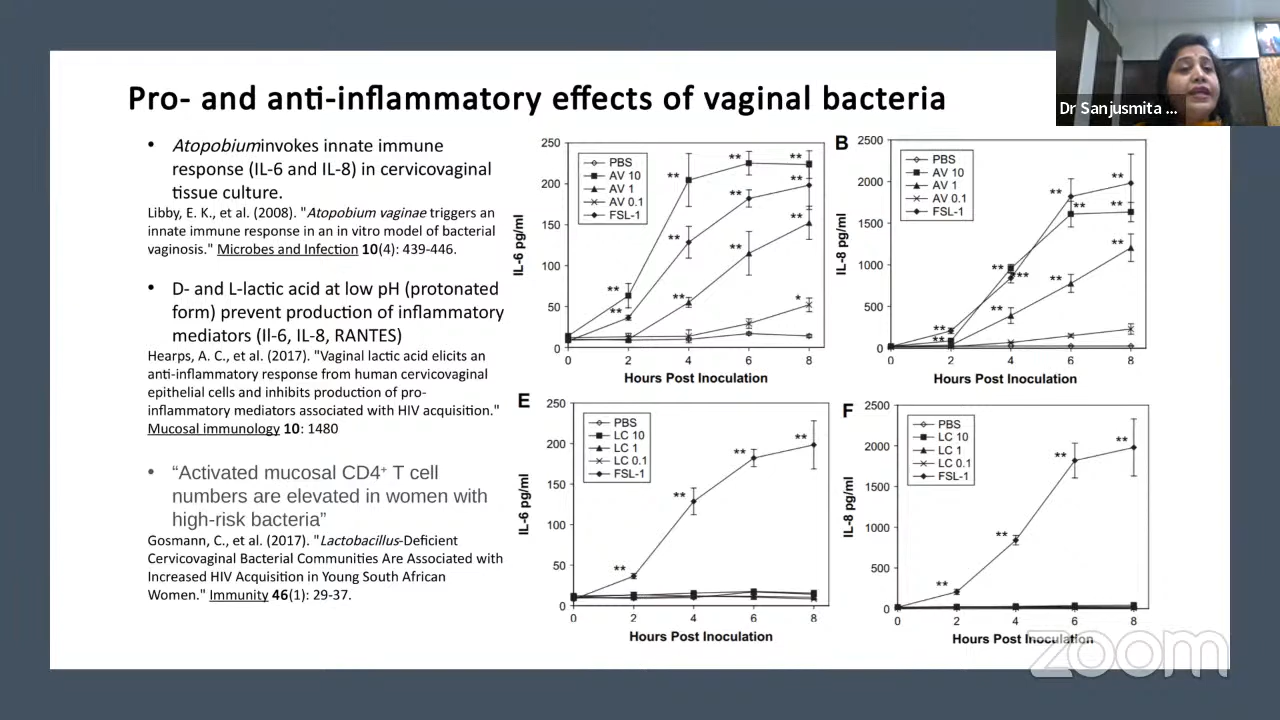 Pro- and anti-inflammatory effects of vaginal bacteria
Dr Sanjusmita ...
• Atopobiuminvokes innate immune
response (IL-6 and IL-8) in cervicovaginal
tissue culture.
Libby, E. K., et al. (2008). "Atopobium vaginae triggers an
innate immune response in an in vitro model of bacterial
vaginosis." Microbes and Infection 10(4): 439-446.
• D- and L-lactic acid at low pH (protonated
form) prevent production of inflammatory
mediators (Il-6, IL-8, RANTES)
Hearps, A. C., et al. (2017). "Vaginal lactic acid elicits an
anti-inflammatory response from human cervicovaginal
epithelial cells and inhibits production of pro-
inflammatory mediators associated with HIV acquisition."
Mucosal immunology 10: 1480
• “Activated mucosal CD4+ T cell
numbers are elevated in women with
high-risk bacteria”
Gosmann, C., et al. (2017). "Lactobacillus-Deficient
Cervicovaginal Bacterial Communities Are Associated with
Increased HIV Acquisition in Young South African
Women." Immunity 46(1): 29-37.
250
200
150
100
50
0
IL-6 pg/ml
PBS
AV 10
AV 1
AV 0.1
FSL-1
** ** ** ** ** ** ** ** ** ** ** *
0 2 4 6 8
Hours Post Inoculation
B
2500
2000
1500
1000
500
0
IL-8 pg/ml
PBS
AV 10
AV 1
AV 0.1
FSL-1
** ** ** ** ** ** ** ** ** ** **
0 2 4 6 8
Hours Post Inoculation
E
250
200
150
100
50
0
IL-6 pg/ml
PBS
LC 10
LC 1
LC 0.1
FSL-1
** ** ** **
0 2 4 6 8
Hours Post Inoculation
F
2500
2000
1500
1000
500
0
IL-8 pg/ml
PBS
LC 10
LC 1
LC 0.1
FSL-1
** ** ** **
0 2 4 6 8
Hours Post Inoculation
zoom